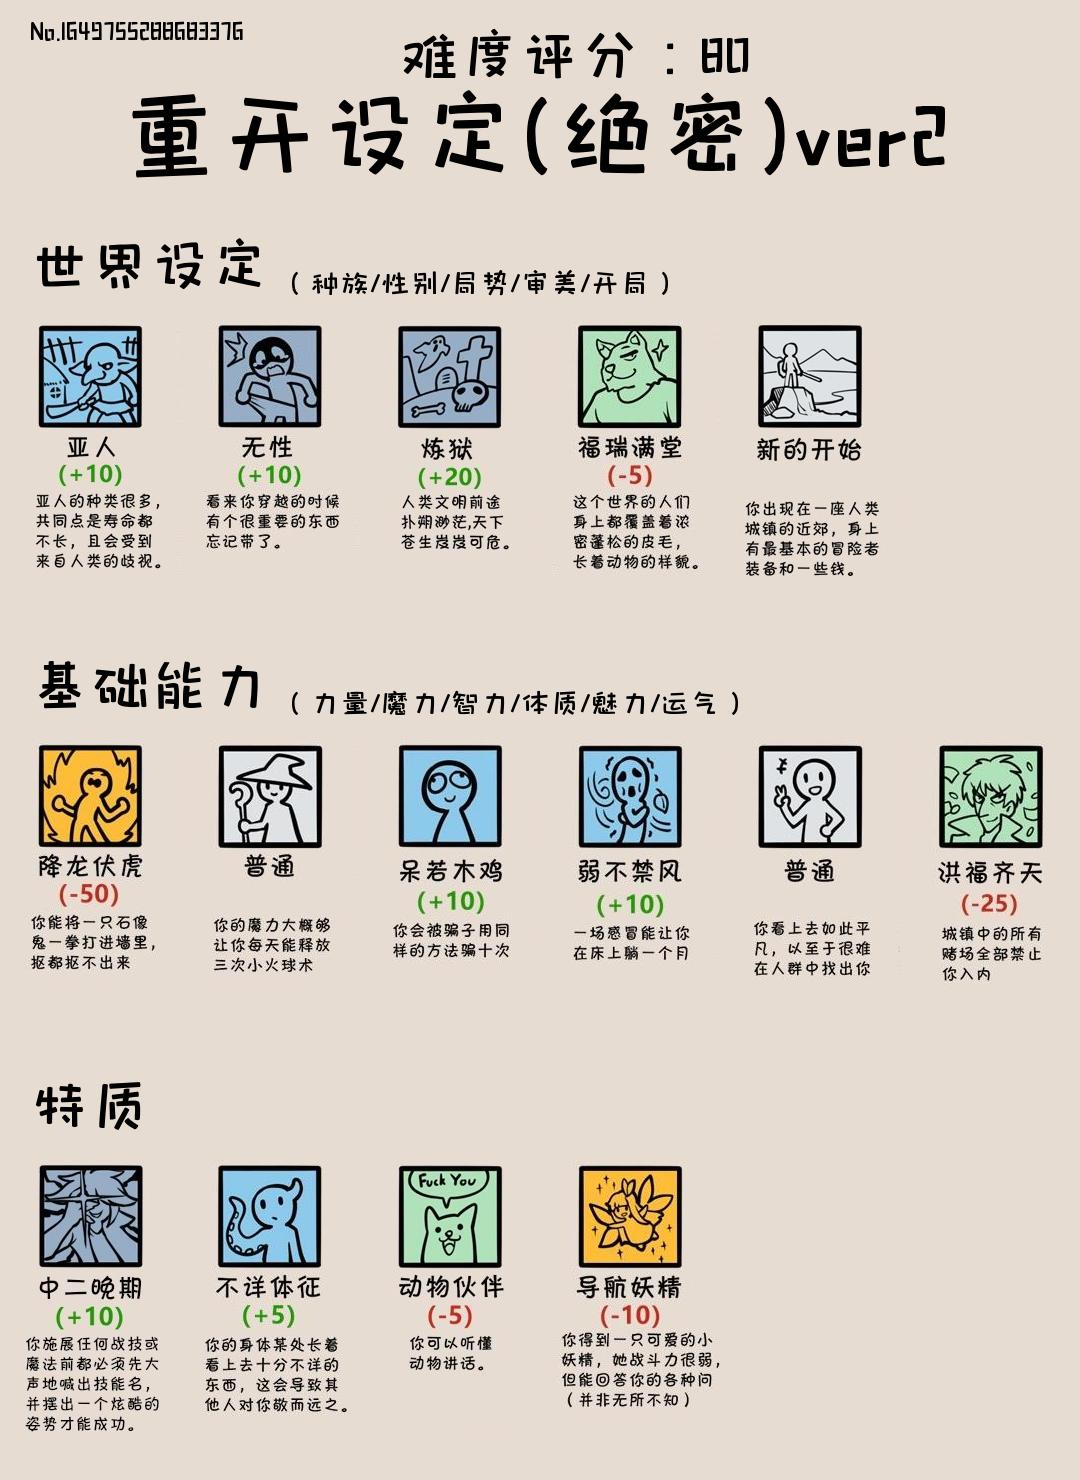 No.1649755288683376
难度评分：80
重开设定(绝密)ver2
世界设定（种族/性别/局势/审美/开局）
亚人
(+10)
亚人的种类很多，
共同点是寿命都
不长，且会受到
来自人类的歧视。
无性
(+10)
看来你穿越的时候
有个很重要的东西
忘记带了。
炼狱
(+20)
人类文明前途
扑朔渺茫,天下
苍生岌岌可危。
福瑞满堂
(-5)
这个世界的人们
身上都覆盖着浓
密蓬松的皮毛，
长着动物的样貌。
新的开始
你出现在一座人类
城镇的近郊，身上
有最基本的冒险者
装备和一些钱。
基础能力（力量/魔力/智力/体质/魅力/运气）
降龙伏虎
(-50)
你能将一只石像
鬼一拳打进墙里，
抠都抠不出来
普通
你的魔力大概够
让你每天能释放
三次小火球术
呆若木鸡
(+10)
你会被骗子用同
样的方法骗十次
弱不禁风
(+10)
一场感冒能让你
在床上躺一个月
普通
你看上去如此平
凡，以至于很难
在人群中找出你
洪福齐天
(-25)
城镇中的所有
赌场全部禁止
你入内
特质
中二晚期
(+10)
你施展任何战技或
魔法前都必须先大
声地喊出技能名，
并摆出一个炫酷的
姿势才能成功。
不详体征
(+5)
你的身体某处长着
看上去十分不详的
东西，这会导致其
他人对你敬而远之。
Fuck You
动物伙伴
(-5)
你可以听懂
动物讲话。
导航妖精
(-10)
你得到一只可爱的小
妖精，她战斗力很弱，
但能回答你的各种问
（并非无所不知）